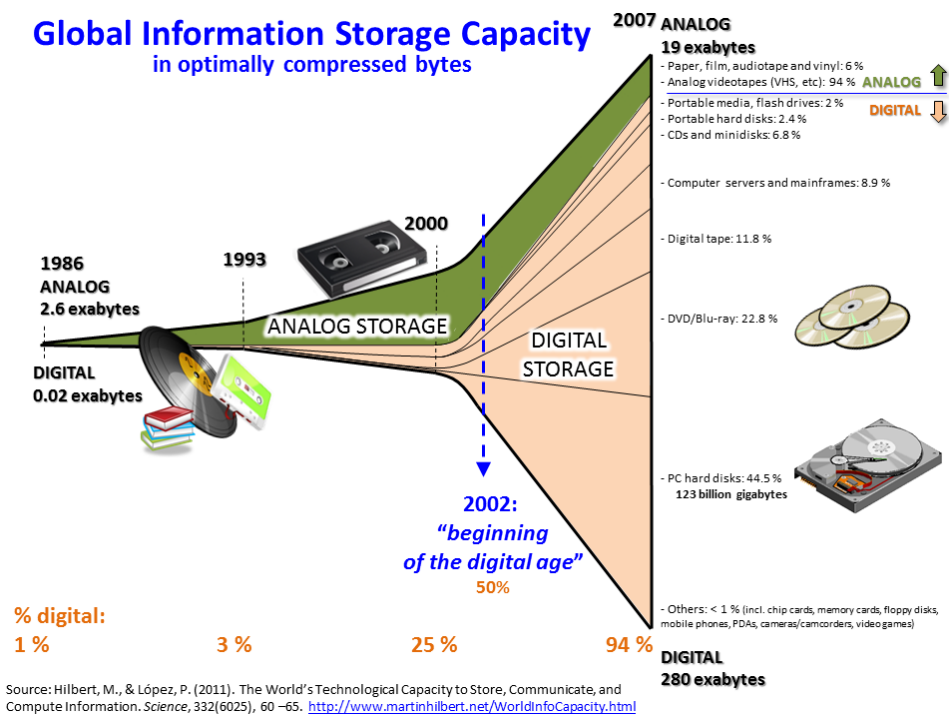 Global Information Storage Capacity
in optimally compressed bytes
2007
ANALOG
19 exabytes
- Paper, film, audiotape and vinyl: 6 %
- Analog videotapes (VHS, etc): 94 %
ANALOG
- Portable media, flash drives: 2 %
DIGITAL
- Portable hard disks: 2.4 %
- CDs and minidisks: 6.8 %
- Computer servers and mainframes: 8.9 %
- Digital tape: 11.8 %
- DVD/Blu-ray: 22.8 %
- PC hard disks: 44.5 %
123 billion gigabytes
- Others: < 1 % (incl. chip cards, memory cards, floppy disks,
mobile phones, PDAs, cameras/camcorders, video games)
DIGITAL
280 exabytes
1986
ANALOG
2.6 exabytes
DIGITAL
0.02 exabytes
1993
2000
ANALOG STORAGE
DIGITAL
STORAGE
2002:
“beginning
of the digital age”
50%
% digital:
1 %
3 %
25 %
94 %
Source: Hilbert, M., & López, P. (2011). The World’s Technological Capacity to Store, Communicate, and
Compute Information. Science, 332(6025), 60 –65. http://www.martinhilbert.net/WorldInfoCapacity.html